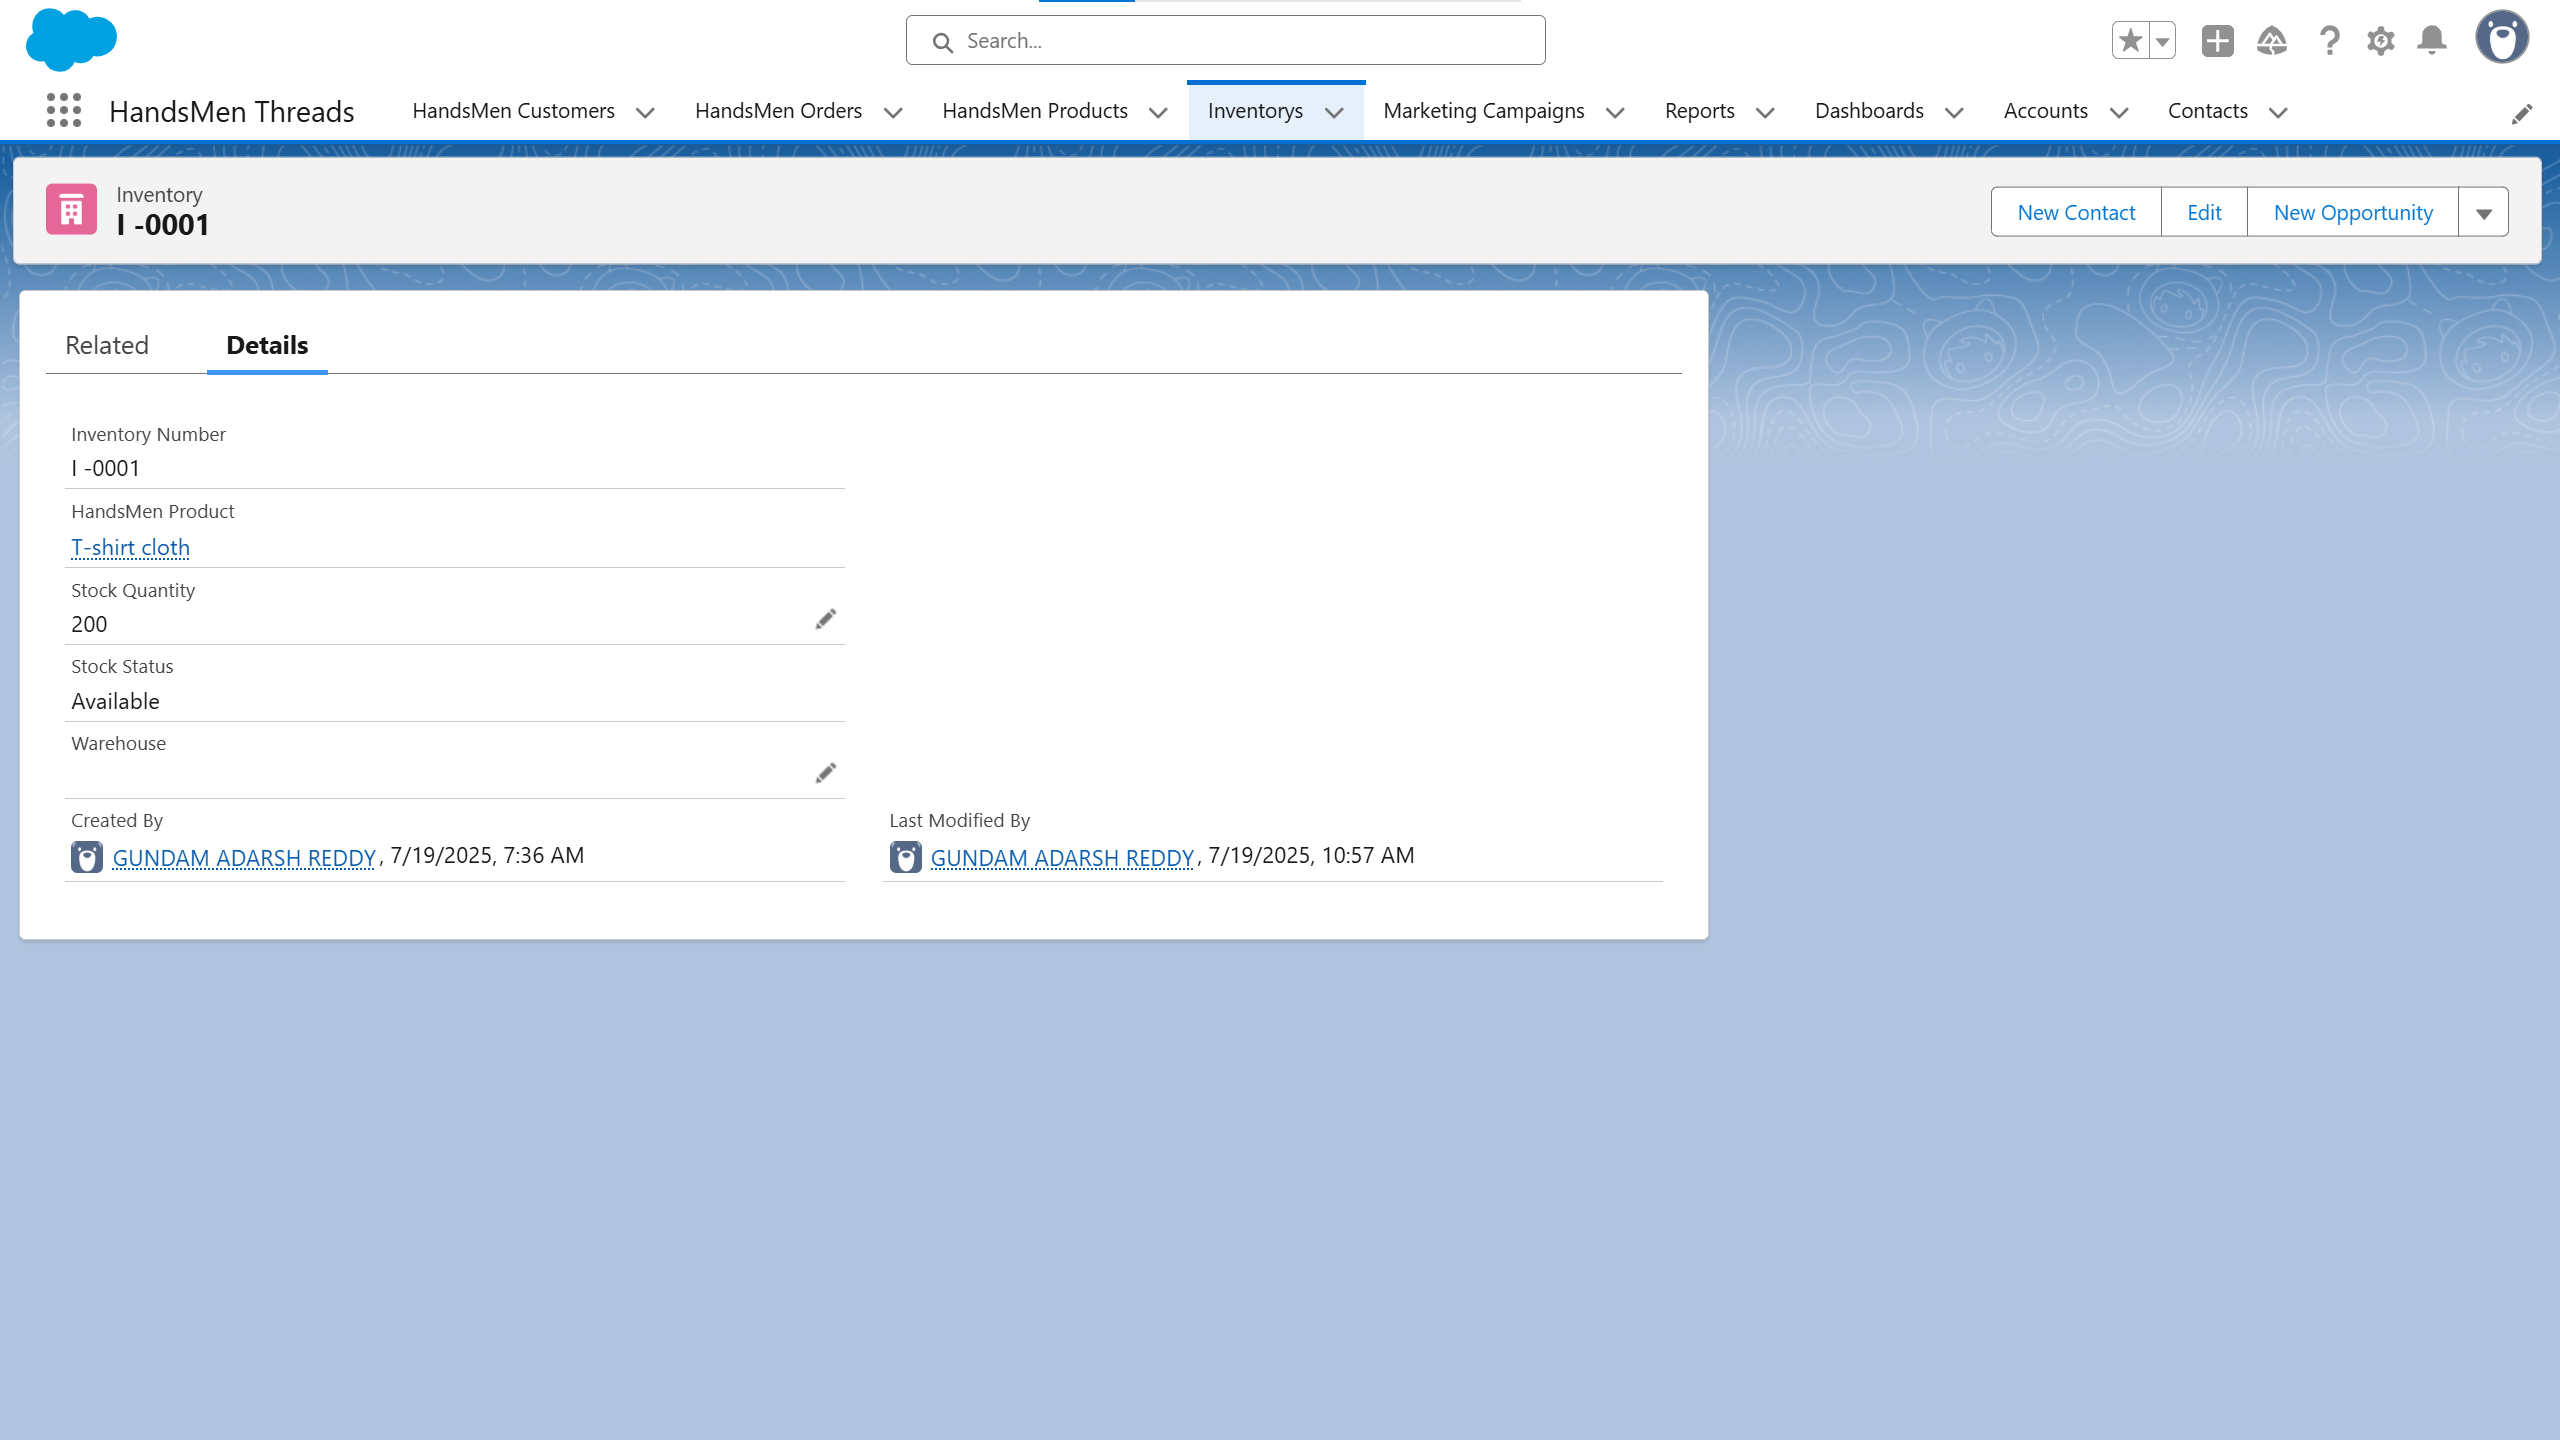 Search...
HandsMen Threads
HandsMen Customers
HandsMen Orders
HandsMen Products
Inventorys
Marketing Campaigns
Reports
Dashboards
Accounts
Contacts
Inventory
I -0001
New Contact
Edit
New Opportunity
Related
Details
Inventory Number
I -0001
HandsMen Product
T-shirt cloth
Stock Quantity
200
Stock Status
Available
Warehouse
Created By
GUNDAM ADARSH REDDY, 7/19/2025, 7:36 AM
Last Modified By
GUNDAM ADARSH REDDY, 7/19/2025, 10:57 AM